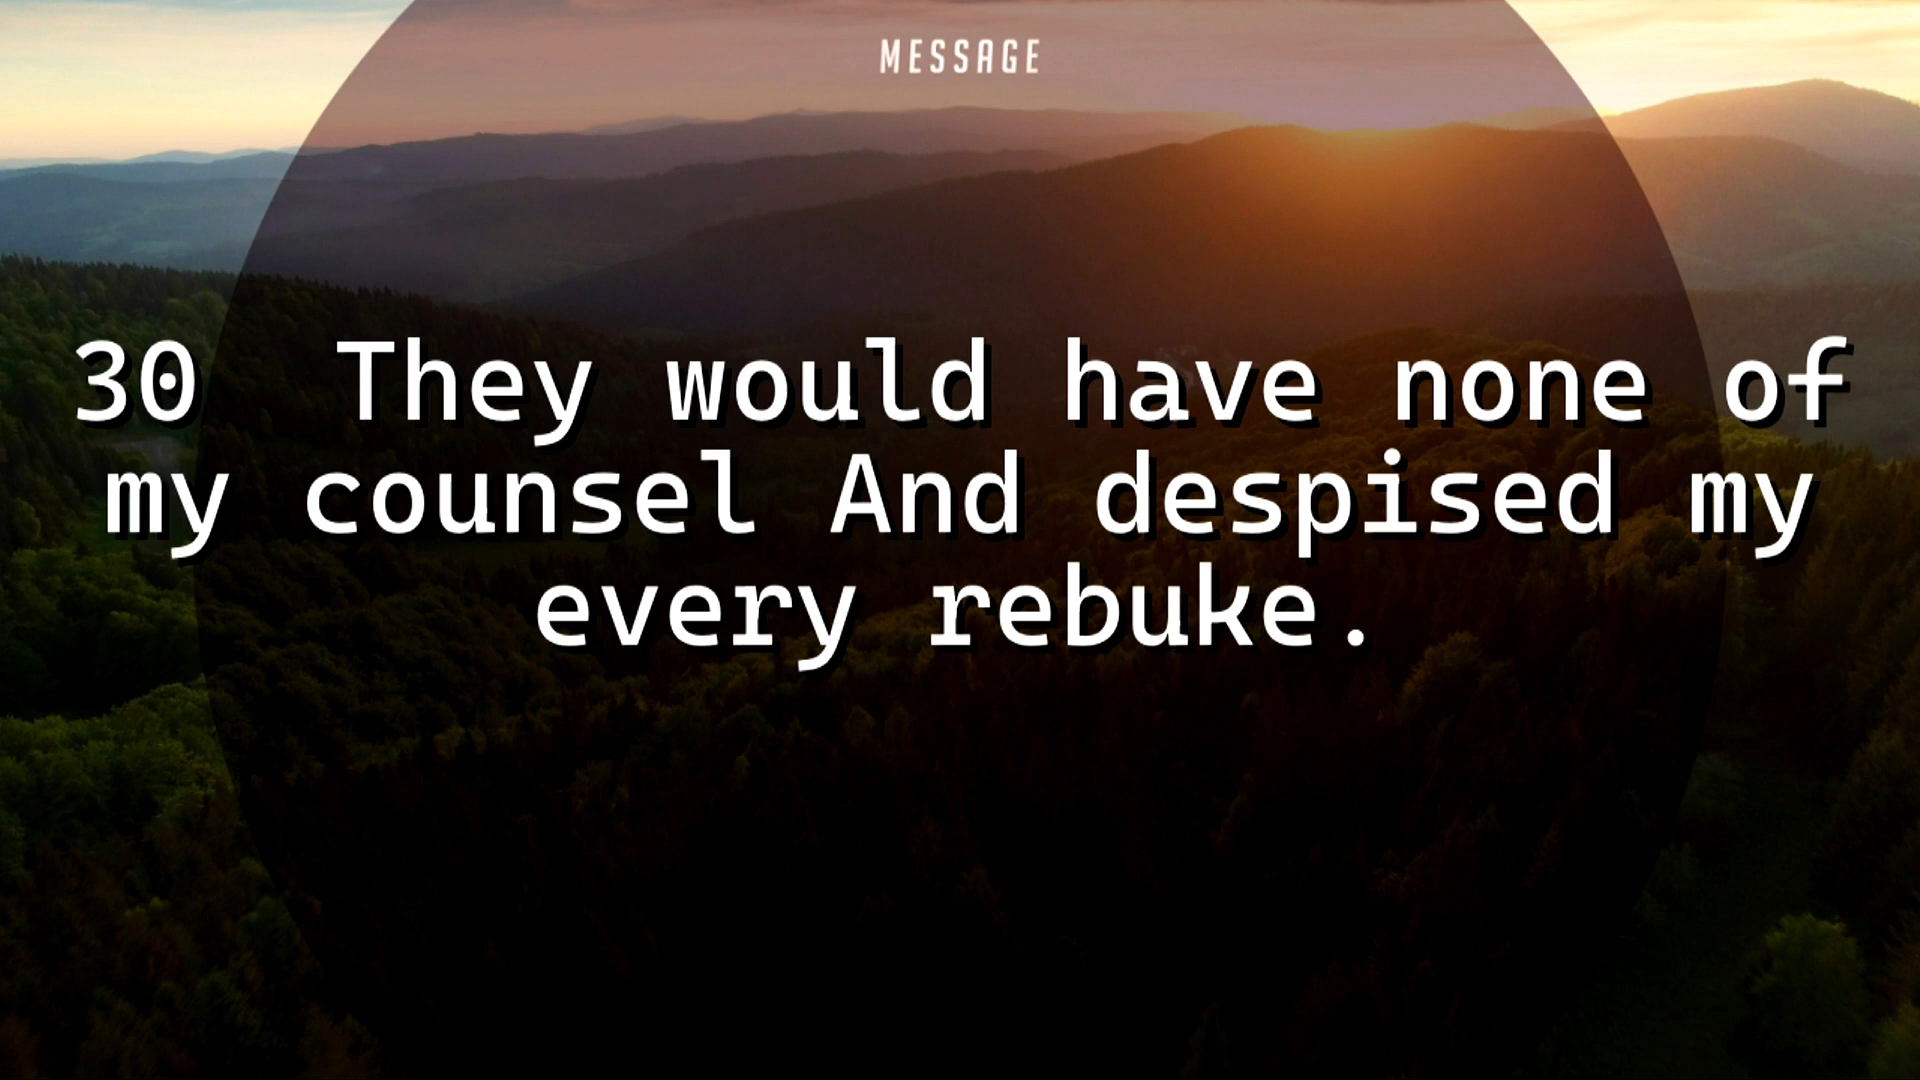 MESSAGE
30  They would have none of
my counsel And despised my
every rebuke.